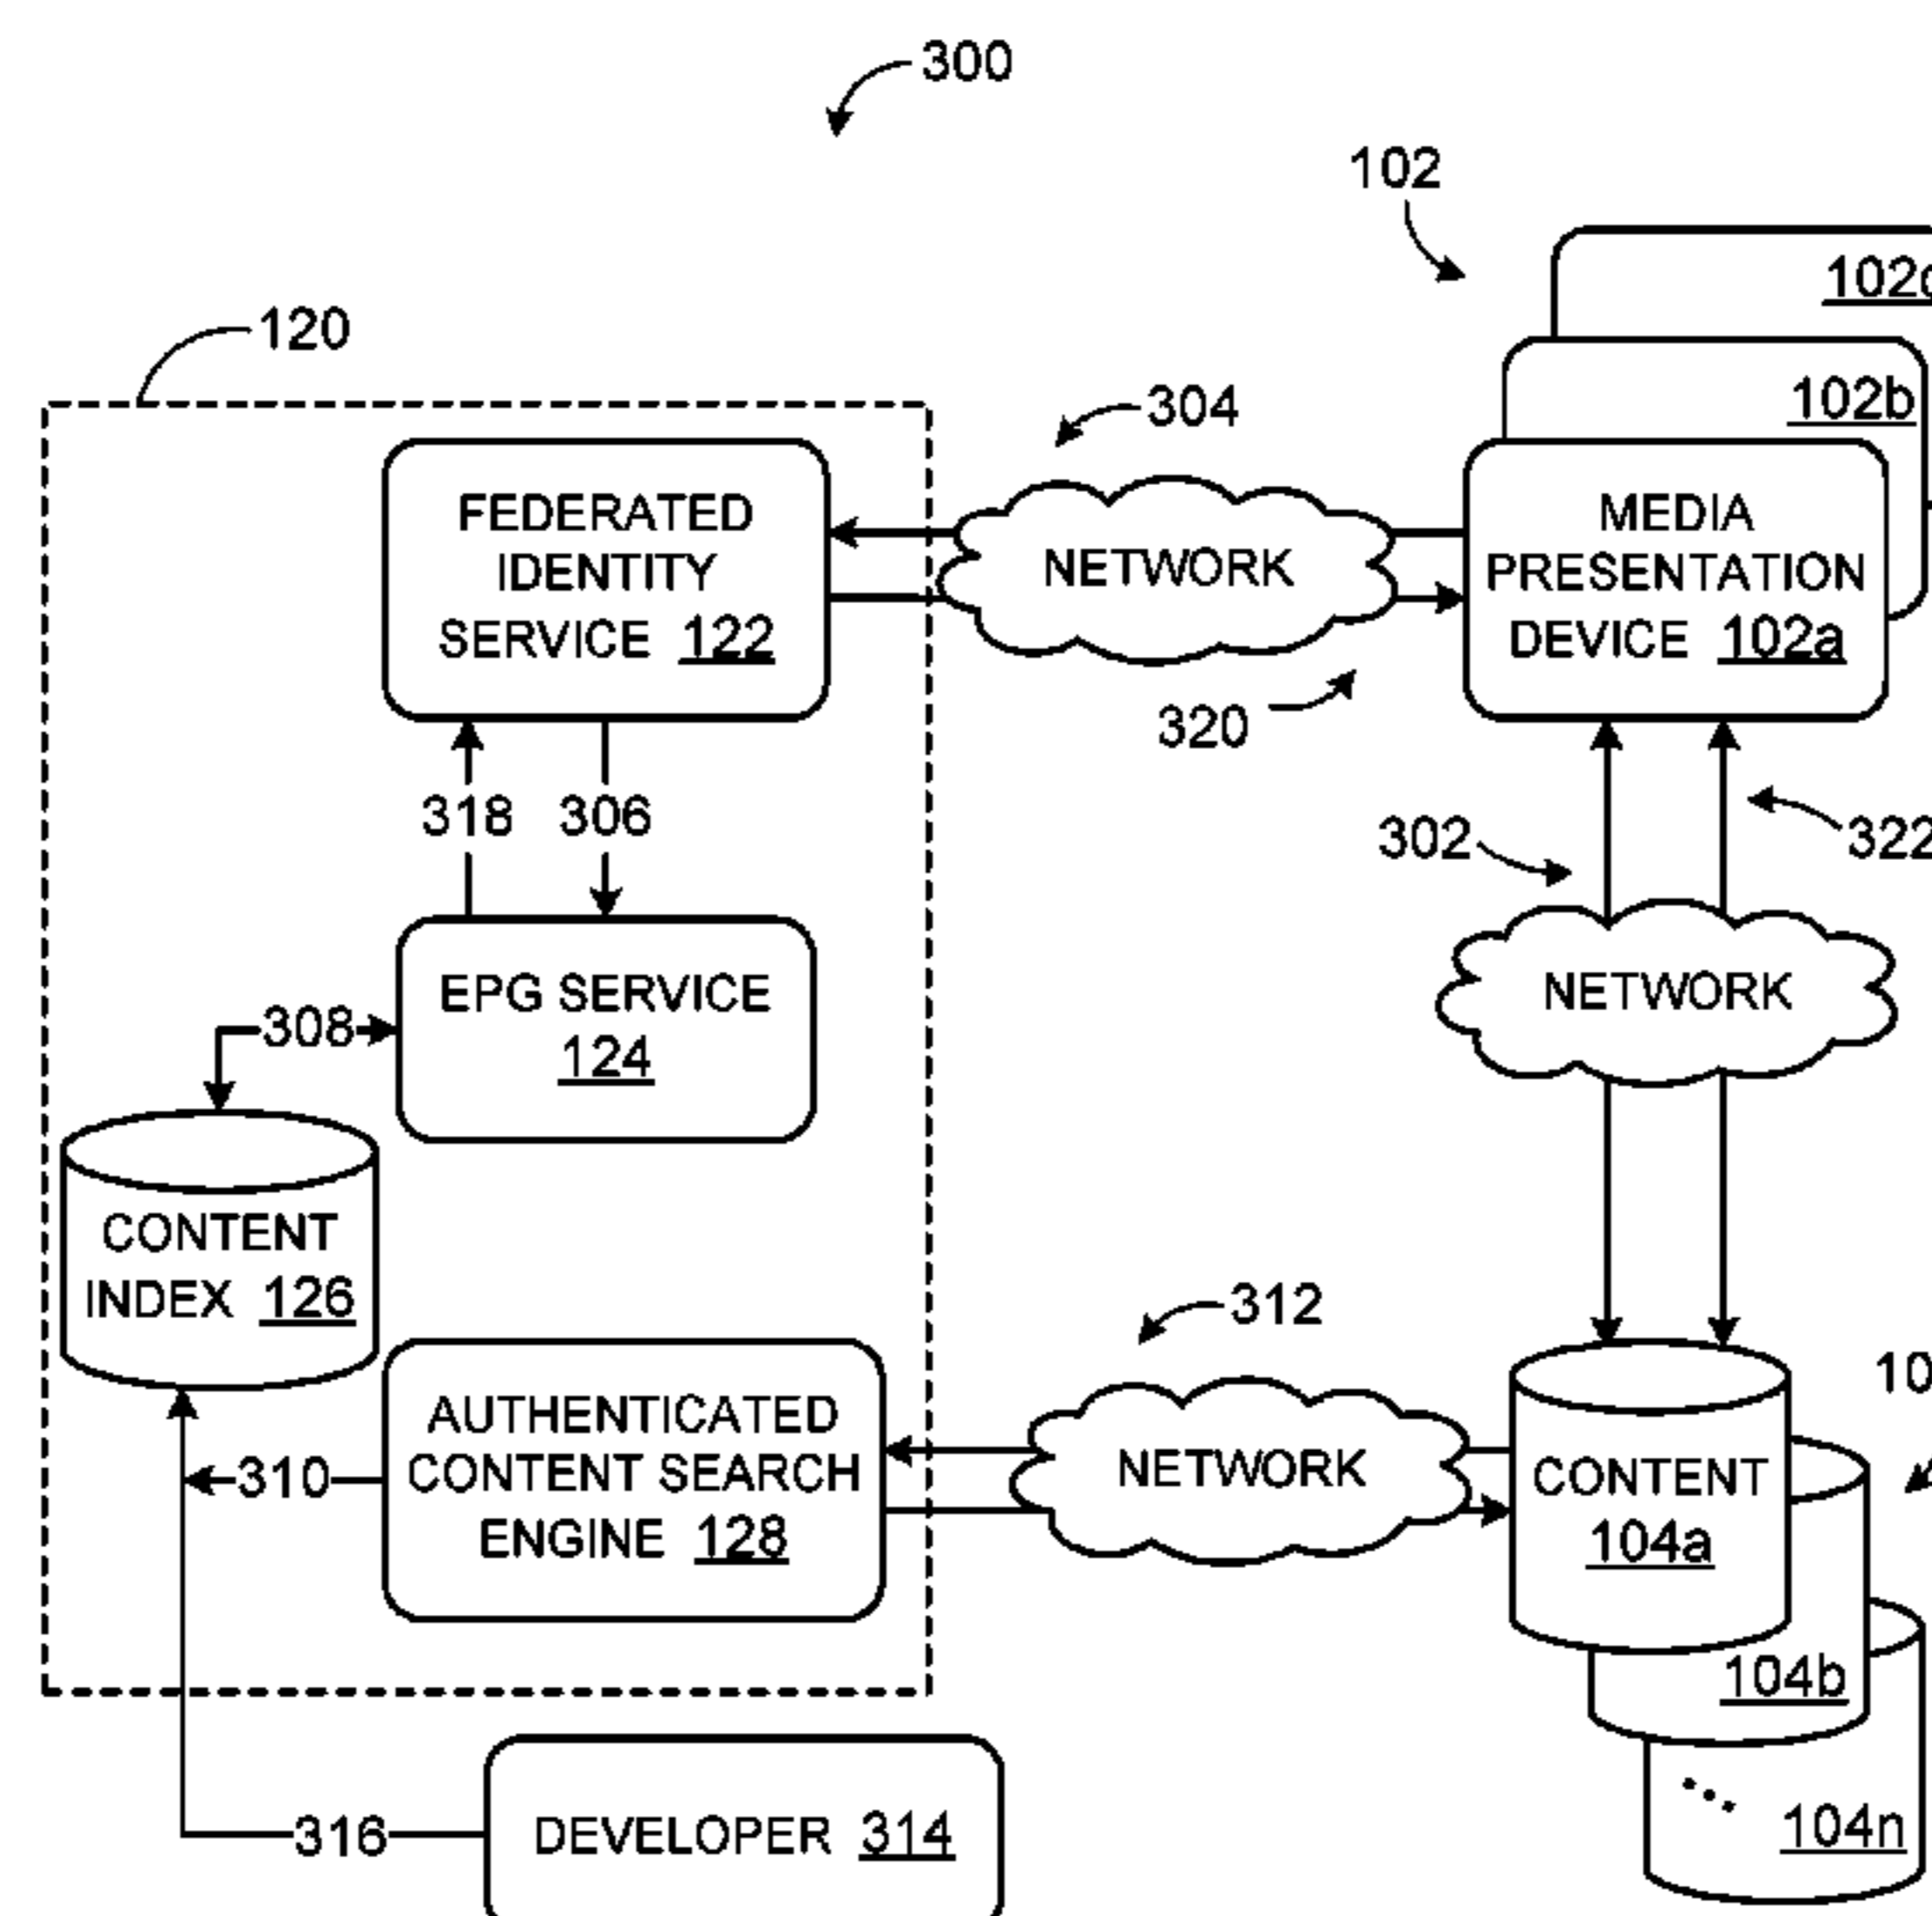 300
102
102
120
102b
304
FEDERATED
IDENTITY
SERVICE 122
NETWORK
MEDIA
PRESENTATION
DEVICE 102a
320
318 306
302
322
EPG SERVICE
124
NETWORK
308
CONTENT
INDEX 126
312
AUTHENTICATED
CONTENT SEARCH
ENGINE 128
310
NETWORK
CONTENT
104a
104b
316
DEVELOPER 314
104n